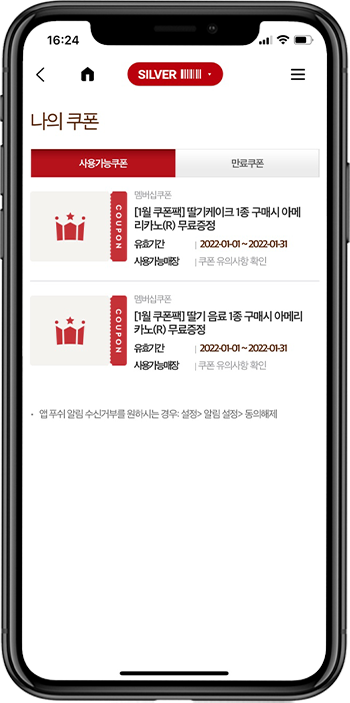 16:24
SILVER
나의 쿠폰
사용가능쿠폰
만료쿠폰
COUPON
멤버십쿠폰
[1월 쿠폰팩] 딸기케이크 1종 구매시 아메
리카노(R) 무료증정
유효기간 | 2022-01-01 ~ 2022-01-31
사용가능매장 | 쿠폰 유의사항 확인
COUPON
멤버십쿠폰
[1월 쿠폰팩] 딸기 음료 1종 구매시 아메리
카노(R) 무료증정
유효기간 | 2022-01-01 ~ 2022-01-31
사용가능매장 | 쿠폰 유의사항 확인
• 앱 푸쉬 알림 수신거부를 원하시는 경우: 설정> 알림 설정> 동의해제